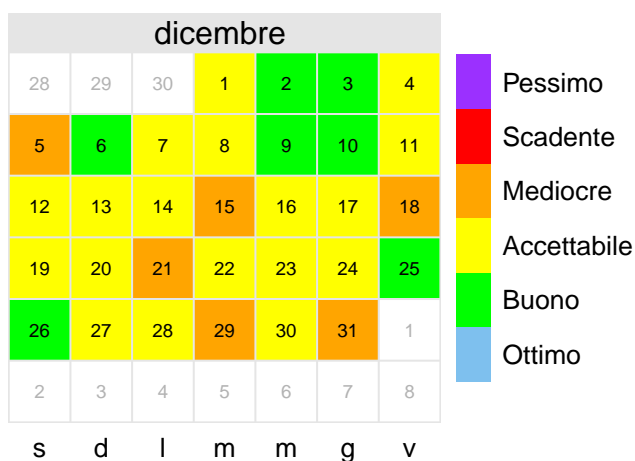 dicembre
28 29 30 1 2 3 4
5 6 7 8 9 10 11
12 13 14 15 16 17 18
19 20 21 22 23 24 25
26 27 28 29 30 31 1
2 3 4 5 6 7 8
s d l m m g v
Pessimo
Scadente
Mediocre
Accettabile
Buono
Ottimo